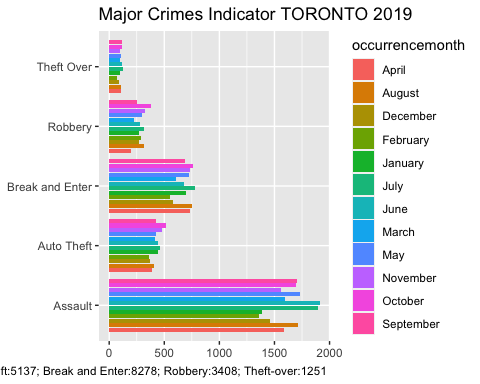 Major Crimes Indicator TORONTO 2019
Theft Over
Robbery
Break and Enter
Auto Theft
Assault
0
500
1000
1500
2000
occurrencemonth
April
August
December
February
January
July
June
March
May
November
October
September
ft:5137; Break and Enter:8278; Robbery:3408; Theft-over:1251